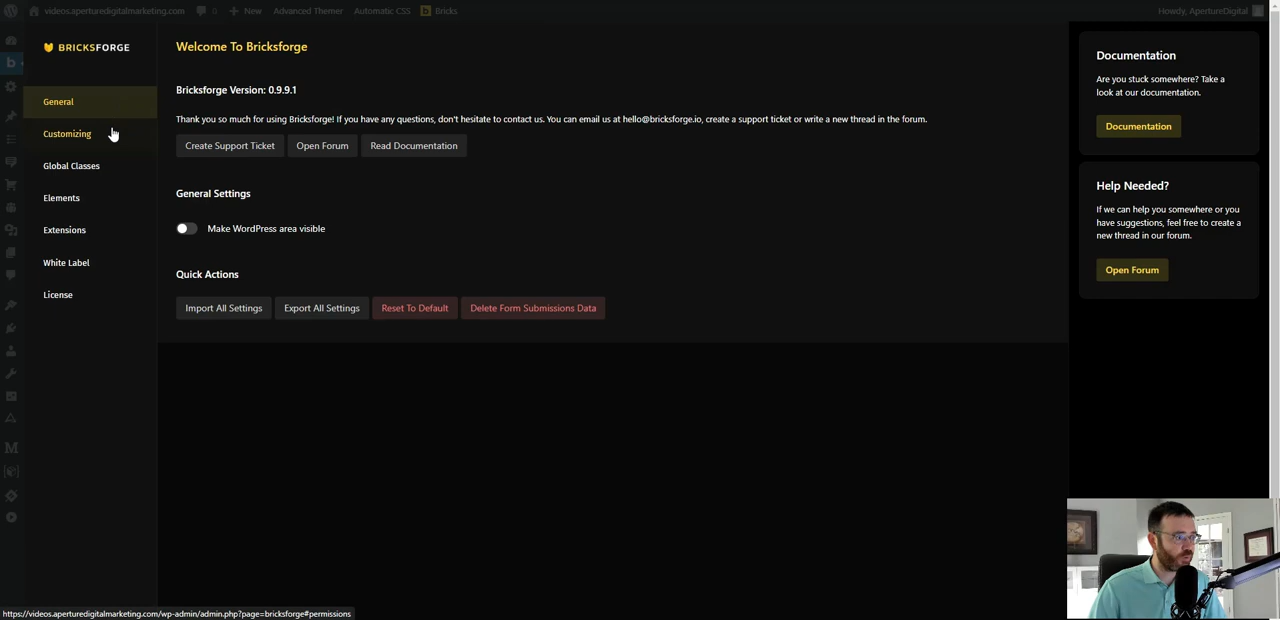 videos.aperturedigitalmarketing.com 0 New Advanced Themer Automatic CSS Bricks Howdy, ApertureDigital
BRICKSFORGE
General
Customizing
Global Classes
Elements
Extensions
White Label
License
Welcome To Bricksforge
Bricksforge Version: 0.9.9.1
Thank you so much for using Bricksforge! If you have any questions, don't hesitate to contact us. You can email us at hello@bricksforge.io, create a support ticket or write a new thread in the forum.
Create Support Ticket Open Forum Read Documentation
General Settings
Make WordPress area visible
Quick Actions
Import All Settings Export All Settings Reset To Default Delete Form Submissions Data
Documentation
Are you stuck somewhere? Take a
look at our documentation.
Documentation
Help Needed?
If we can help you somewhere or you
have suggestions, feel free to create a
new thread in our forum.
Open Forum
https://videos.aperturedigitalmarketing.com/wp-admin/admin.php?page=bricksforge#permissions